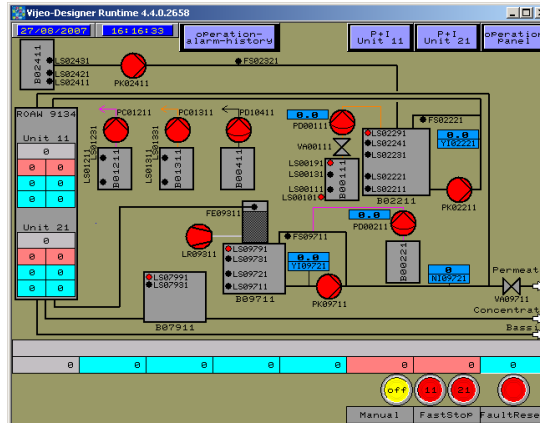 Vijeo-Designer Runtime 4.4.0.2658
27/08/2007 16:16:33
operation-
alarm-history
P+I
Unit 11
P+I
Unit 21
operation
Panel
B02411
LS02431
LS02421
LS02411
PK02411
FS02321
ROAW 9134
Unit 11
0
0 0
0 0
0 0
Unit 21
0
0 0
0 0
0 0
PC01211
LS01231
LS01211
B01211
PC01311
LS01331
LS01311
B01311
PD10411
B00411
0.0
PD00111
VA00111
LS00191
LS00131
LS00111
LS00101
B00111
LS02291
LS02241
LS02231
LS02221
LS02211
B02211
FS02221
0.0
YI02221
PK02211
0.0
PD00211
B00221
FE09311
LR09311
FS09711
LS09791
LS09731
LS09721
LS09711
B09711
0.0
YI09721
PK09711
LS07991
LS07931
B07911
0
NI09721
VA09711
Permeat
Concentrat
Bassi
0 0 0 0 0 0 0 0
off 11 21
Manual FastStop FaultRese